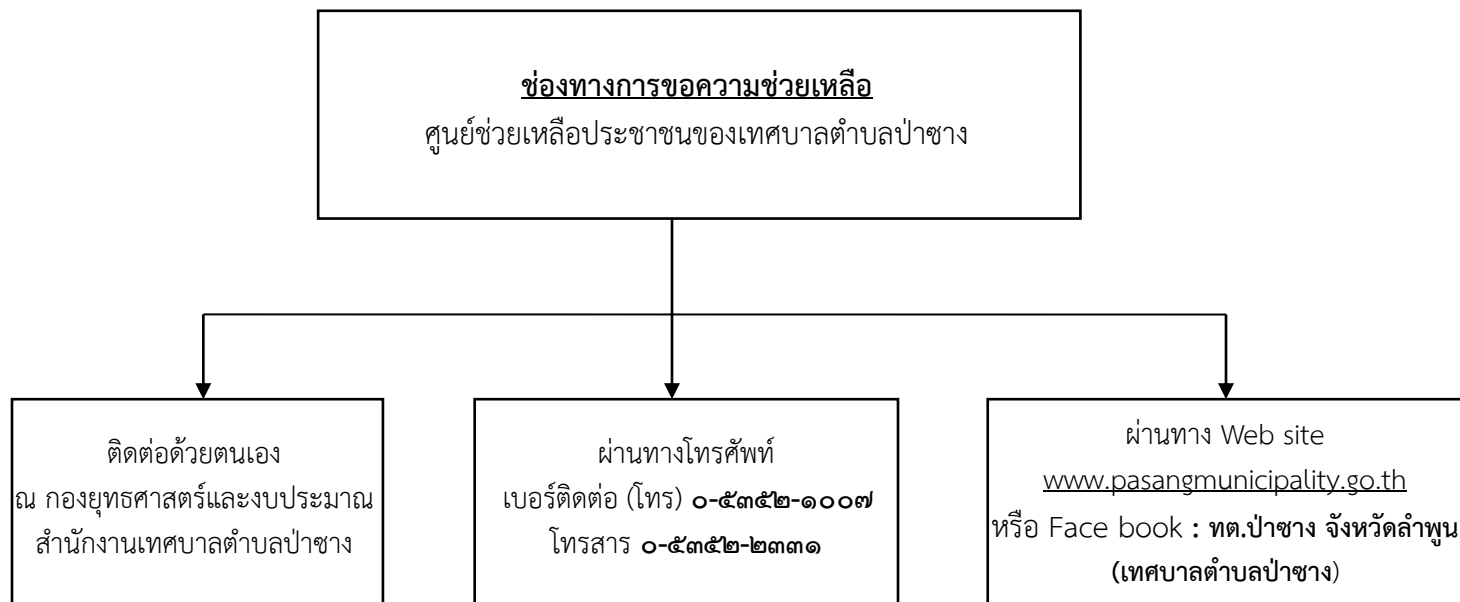 ช่องทางการขอความช่วยเหลือ
ศูนย์ช่วยเหลือประชาชนของเทศบาลตำบลป่าซาง
ติดต่อด้วยตนเอง
ณ กองยุทธศาสตร์และงบประมาณ
สำนักงานเทศบาลตำบลป่าซาง
ผ่านทางโทรศัพท์
เบอร์ติดต่อ (โทร) ๐-๕๓๕๒-๑๐๐๗
โทรสาร ๐-๕๓๕๒-๒๓๓๑
ผ่านทาง Web site
www.pasangmunicipality.go.th
หรือ Face book : ทต.ป่าซาง จังหวัดลำพูน
(เทศบาลตำบลป่าซาง)